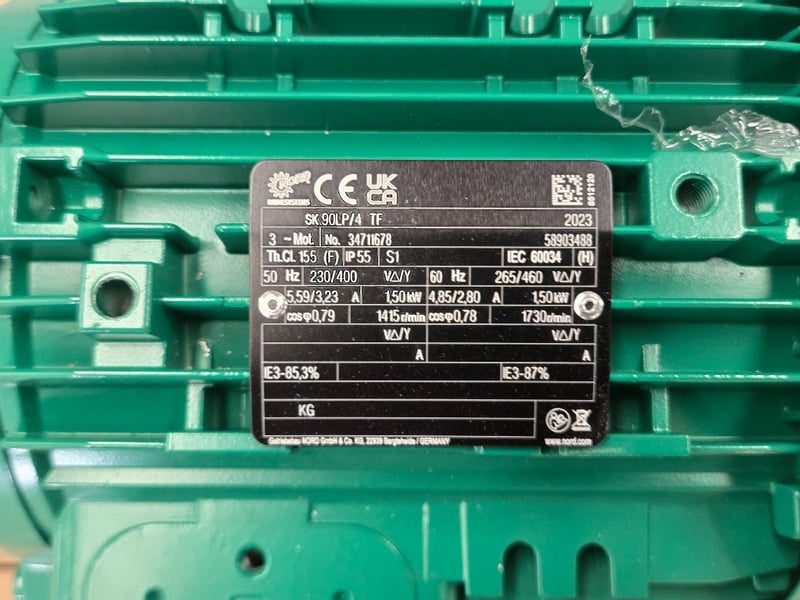 NORD
DRIVESYSTEMS
CE UK CA
6512120
SK 90LP/4 TF 2023
3 ~Mot. No. 34711678 58903488
Th.Cl. 155 (F) IP 55 S1 IEC 60034 (H)
50 Hz 230/400 V△/Y 60 Hz 265/460 V△/Y
5,59/3,23 A 1,50 kW 4,85/2,80 A 1,50 kW
cosφ 0,79 1415 r/min cosφ 0,78 1730 r/min
V△/Y V△/Y
A A
IE3-85,3% IE3-87%
KG
Getriebebau NORD GmbH & Co. KG, 22939 Bargteheide / GERMANY www.nord.com